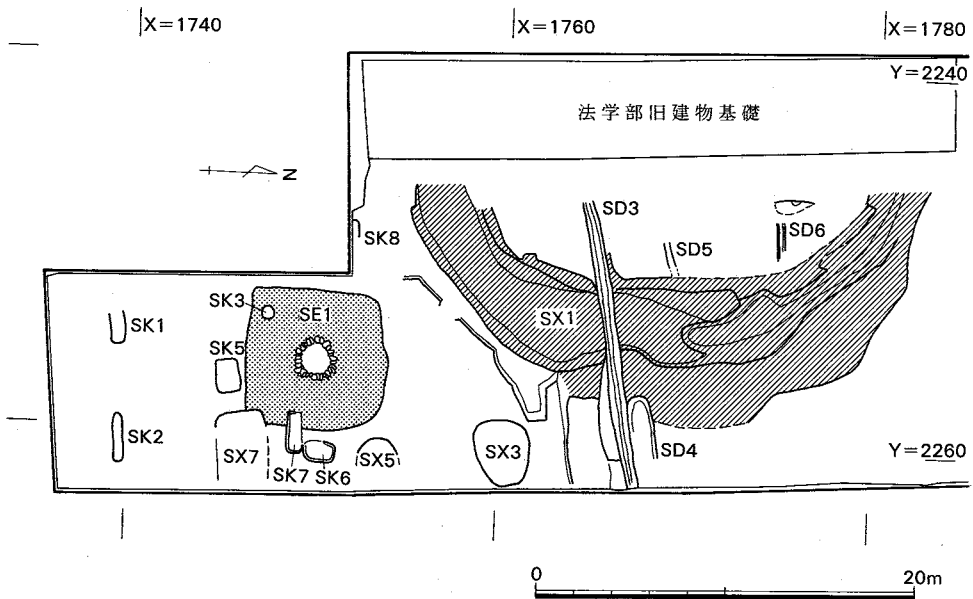 X=1740
X=1760
X=1780
Y=2240
法学部旧建物基礎
N
SD3
SK8
SD5
SD6
SK3
SE1
SX1
SK1
SK5
SK2
SX7
SK7
SK6
SX5
SX3
SD4
Y=2260
0
20m